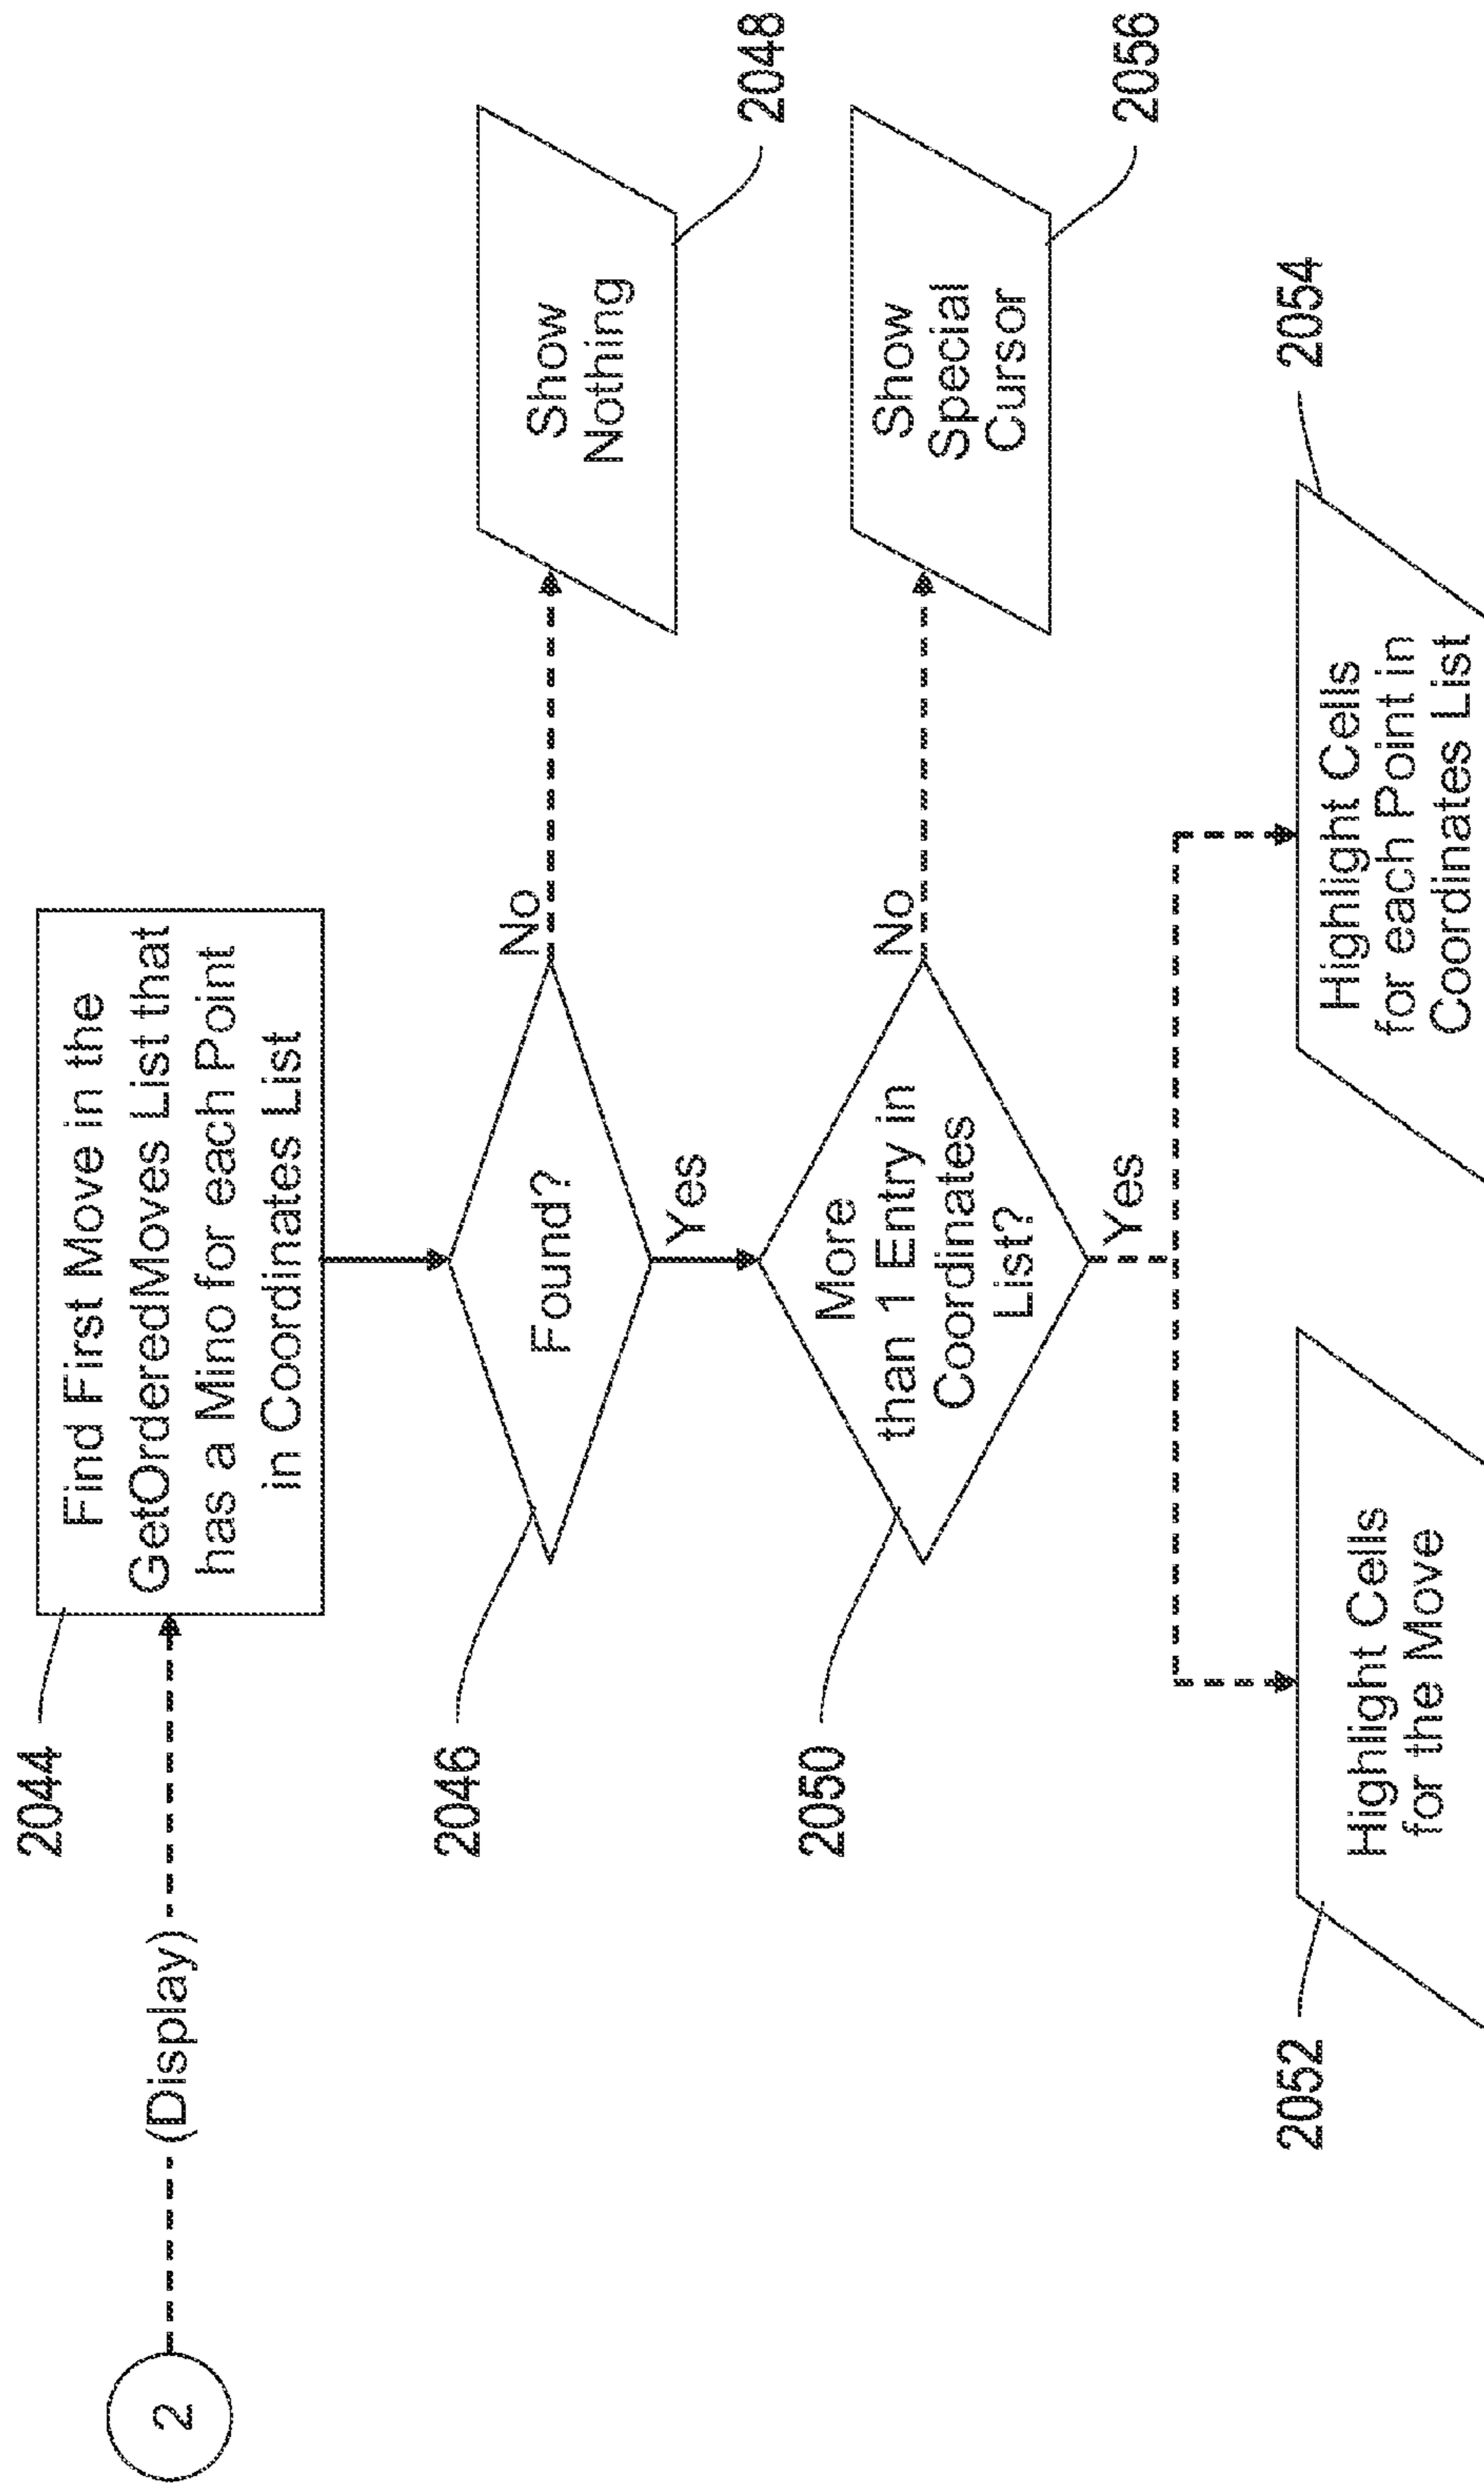 2044
Find First Move in the
GetOrderedMoves List that
has a Mino for each Point
in Coordinates List
2
(Display)
2046
Found?
No
Show
Nothing
2048
Yes
2050
More
than 1 Entry in
Coordinates
List?
No
Show
Special
Cursor
2056
Yes
2052
Highlight Cells
for the Move
2054
Highlight Cells
for each Point in
Coordinates List